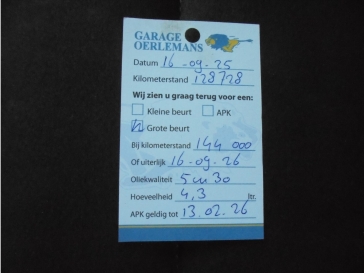 GARAGE
OERLEMANS
Datum 16-09-25
Kilometerstand 128728
Wij zien u graag terug voor een:
Kleine beurt APK
Grote beurt
Bij kilometerstand 144 000
Of uiterlijk 16-09-26
Oliekwaliteit 5W30
Hoeveelheid 4,3 ltr.
APK geldig tot 13.02.26